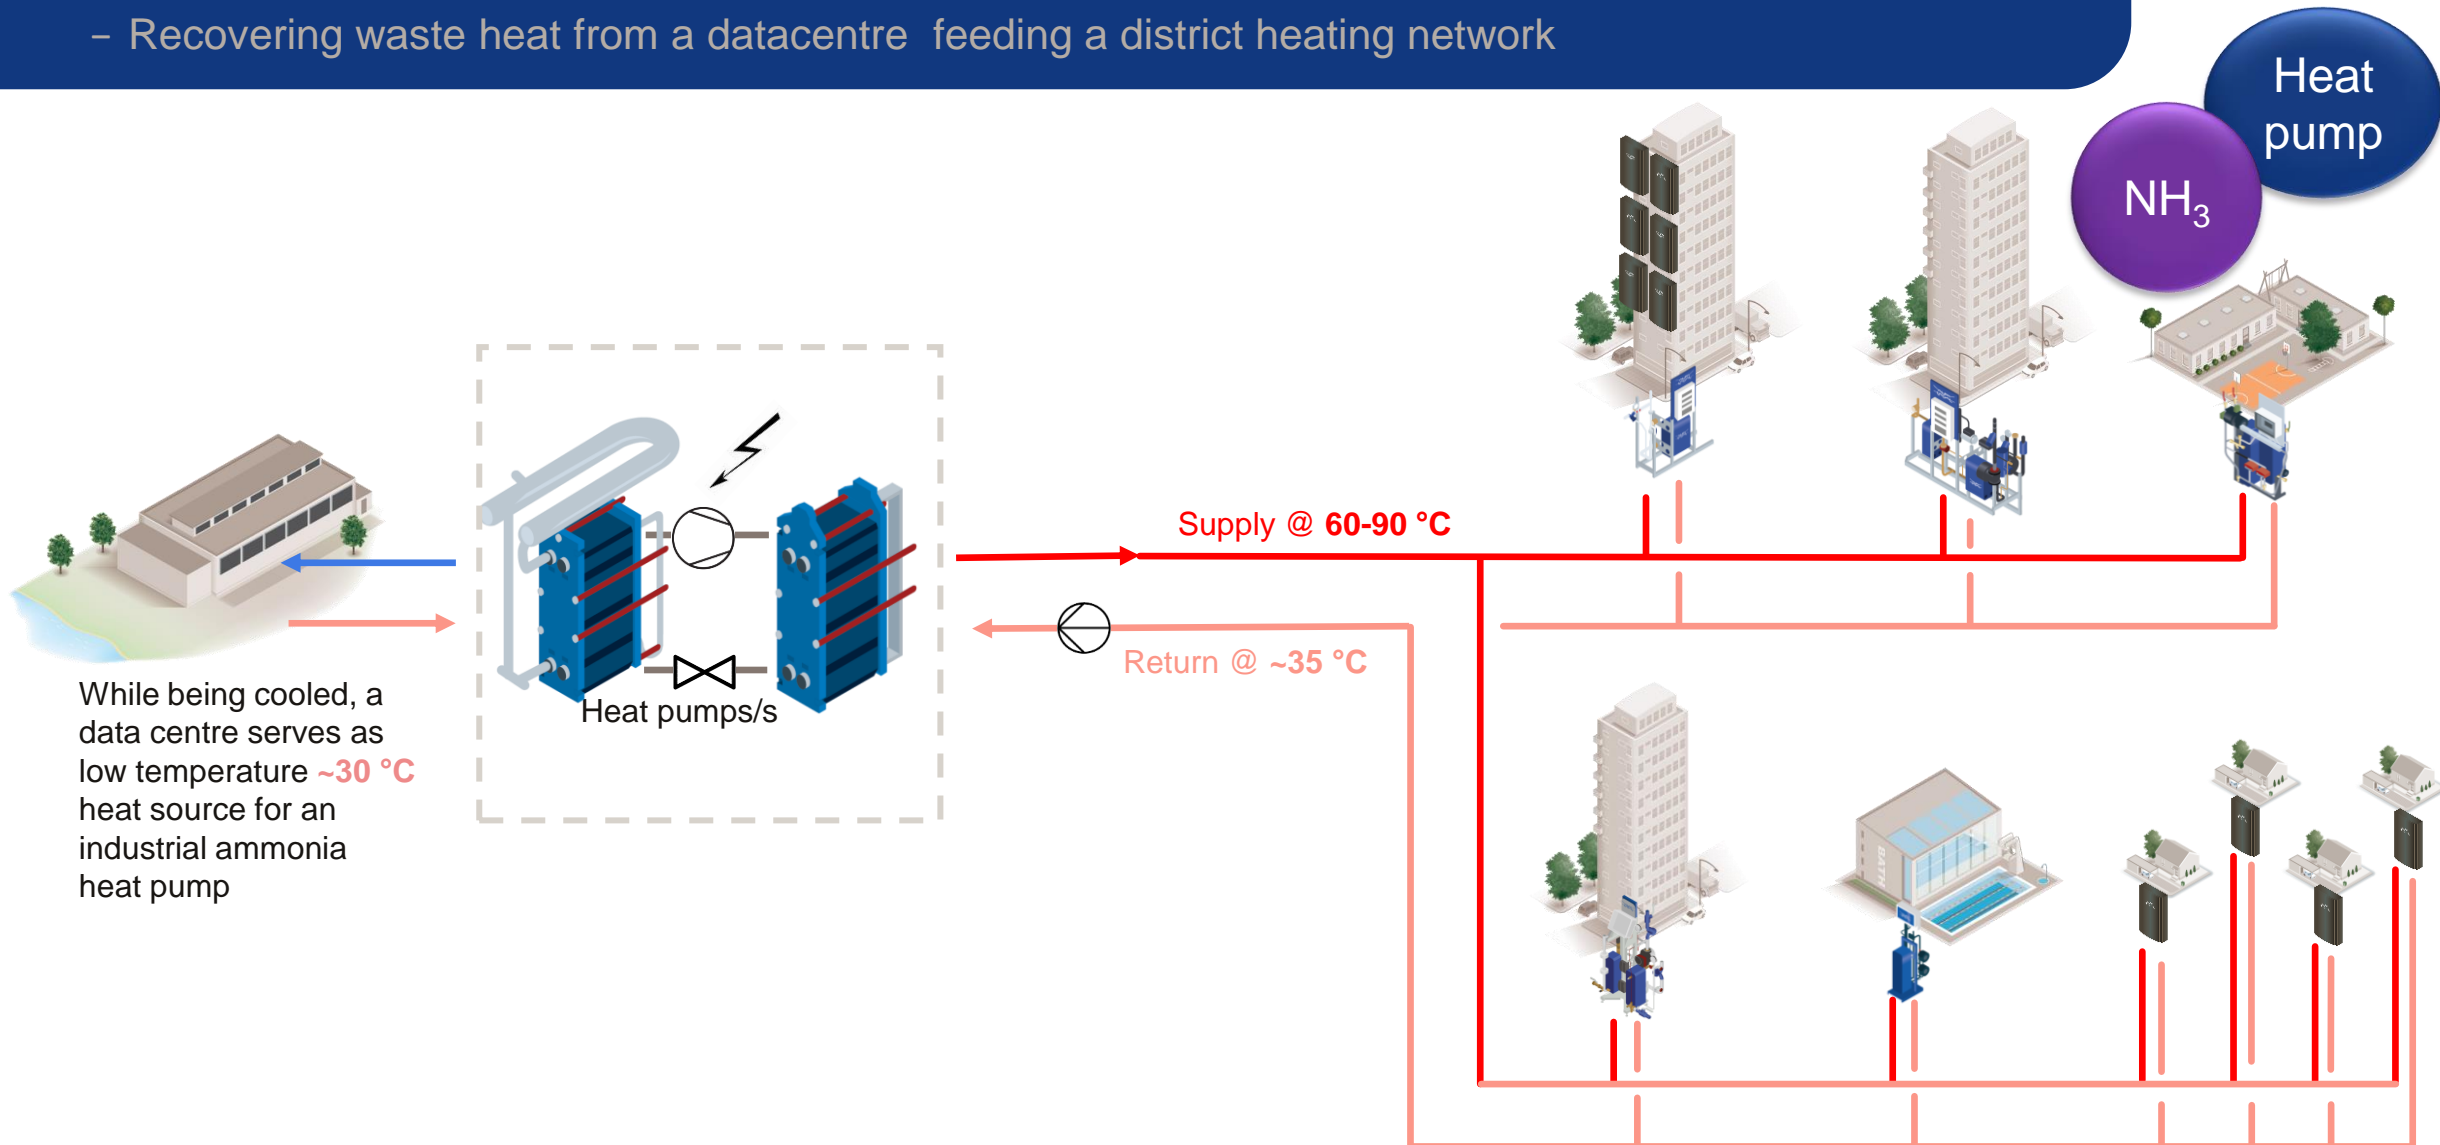 – Recovering waste heat from a datacentre  feeding a district heating network
Heat
pump
NH₃
Supply @ 60-90 °C
Return @ ~35 °C
Heat pumps/s
While being cooled, a
data centre serves as
low temperature ~30 °C
heat source for an
industrial ammonia
heat pump
BATH